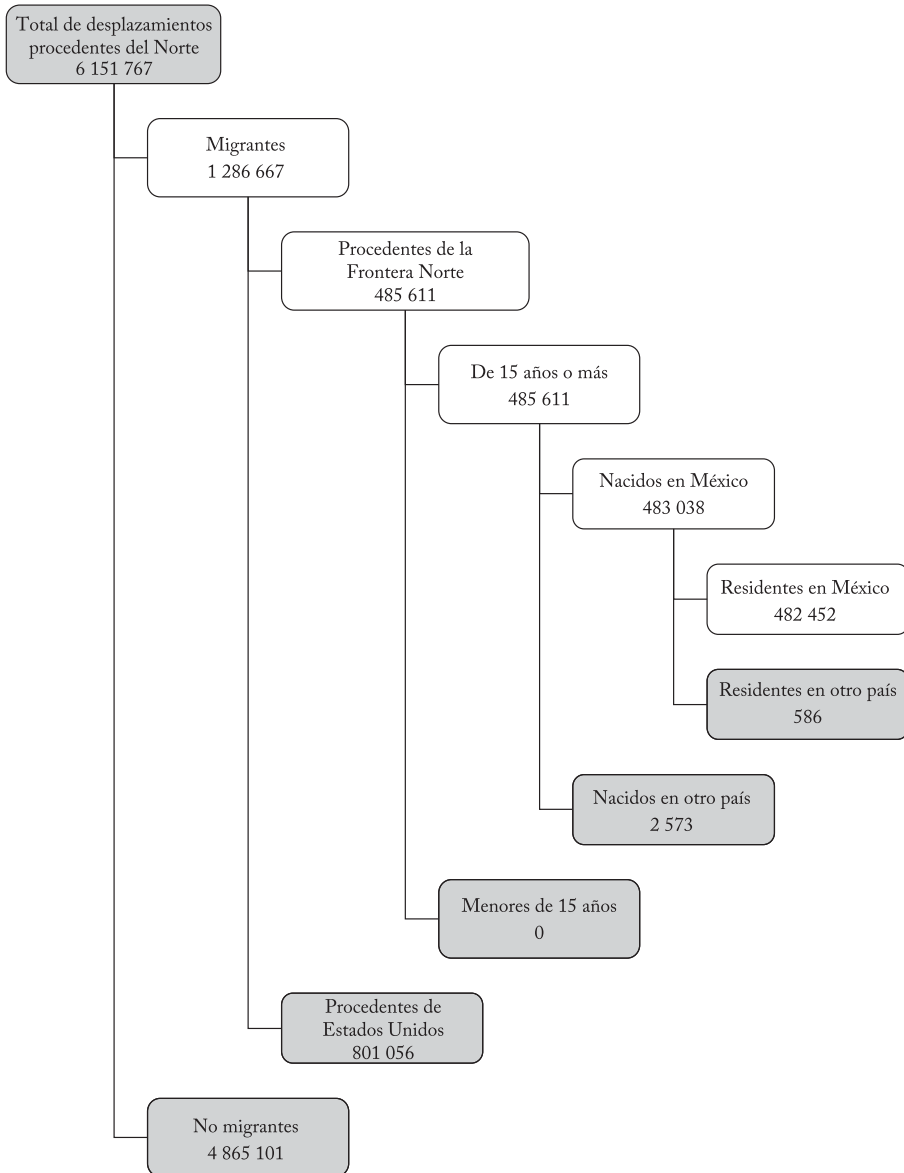 Total de desplazamientos
procedentes del Norte
6 151 767
Migrantes
1 286 667
Procedentes de la
Frontera Norte
485 611
De 15 años o más
485 611
Nacidos en México
483 038
Residentes en México
482 452
Residentes en otro país
586
Nacidos en otro país
2 573
Menores de 15 años
0
Procedentes de
Estados Unidos
801 056
No migrantes
4 865 101